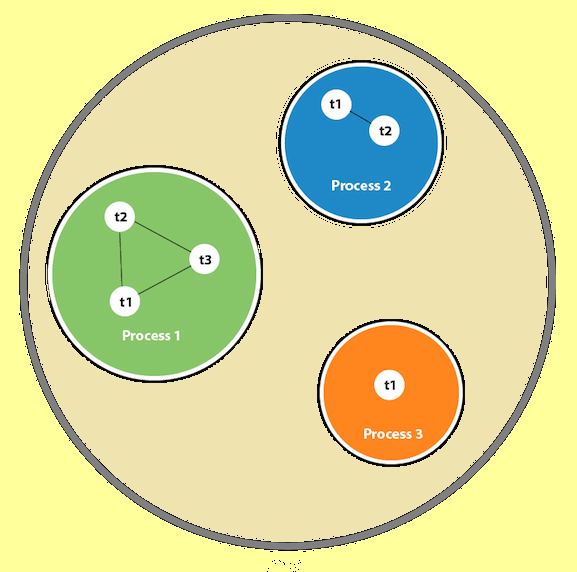 t1
t2
Process 2
t2
t3
t1
Process 1
t1
Process 3